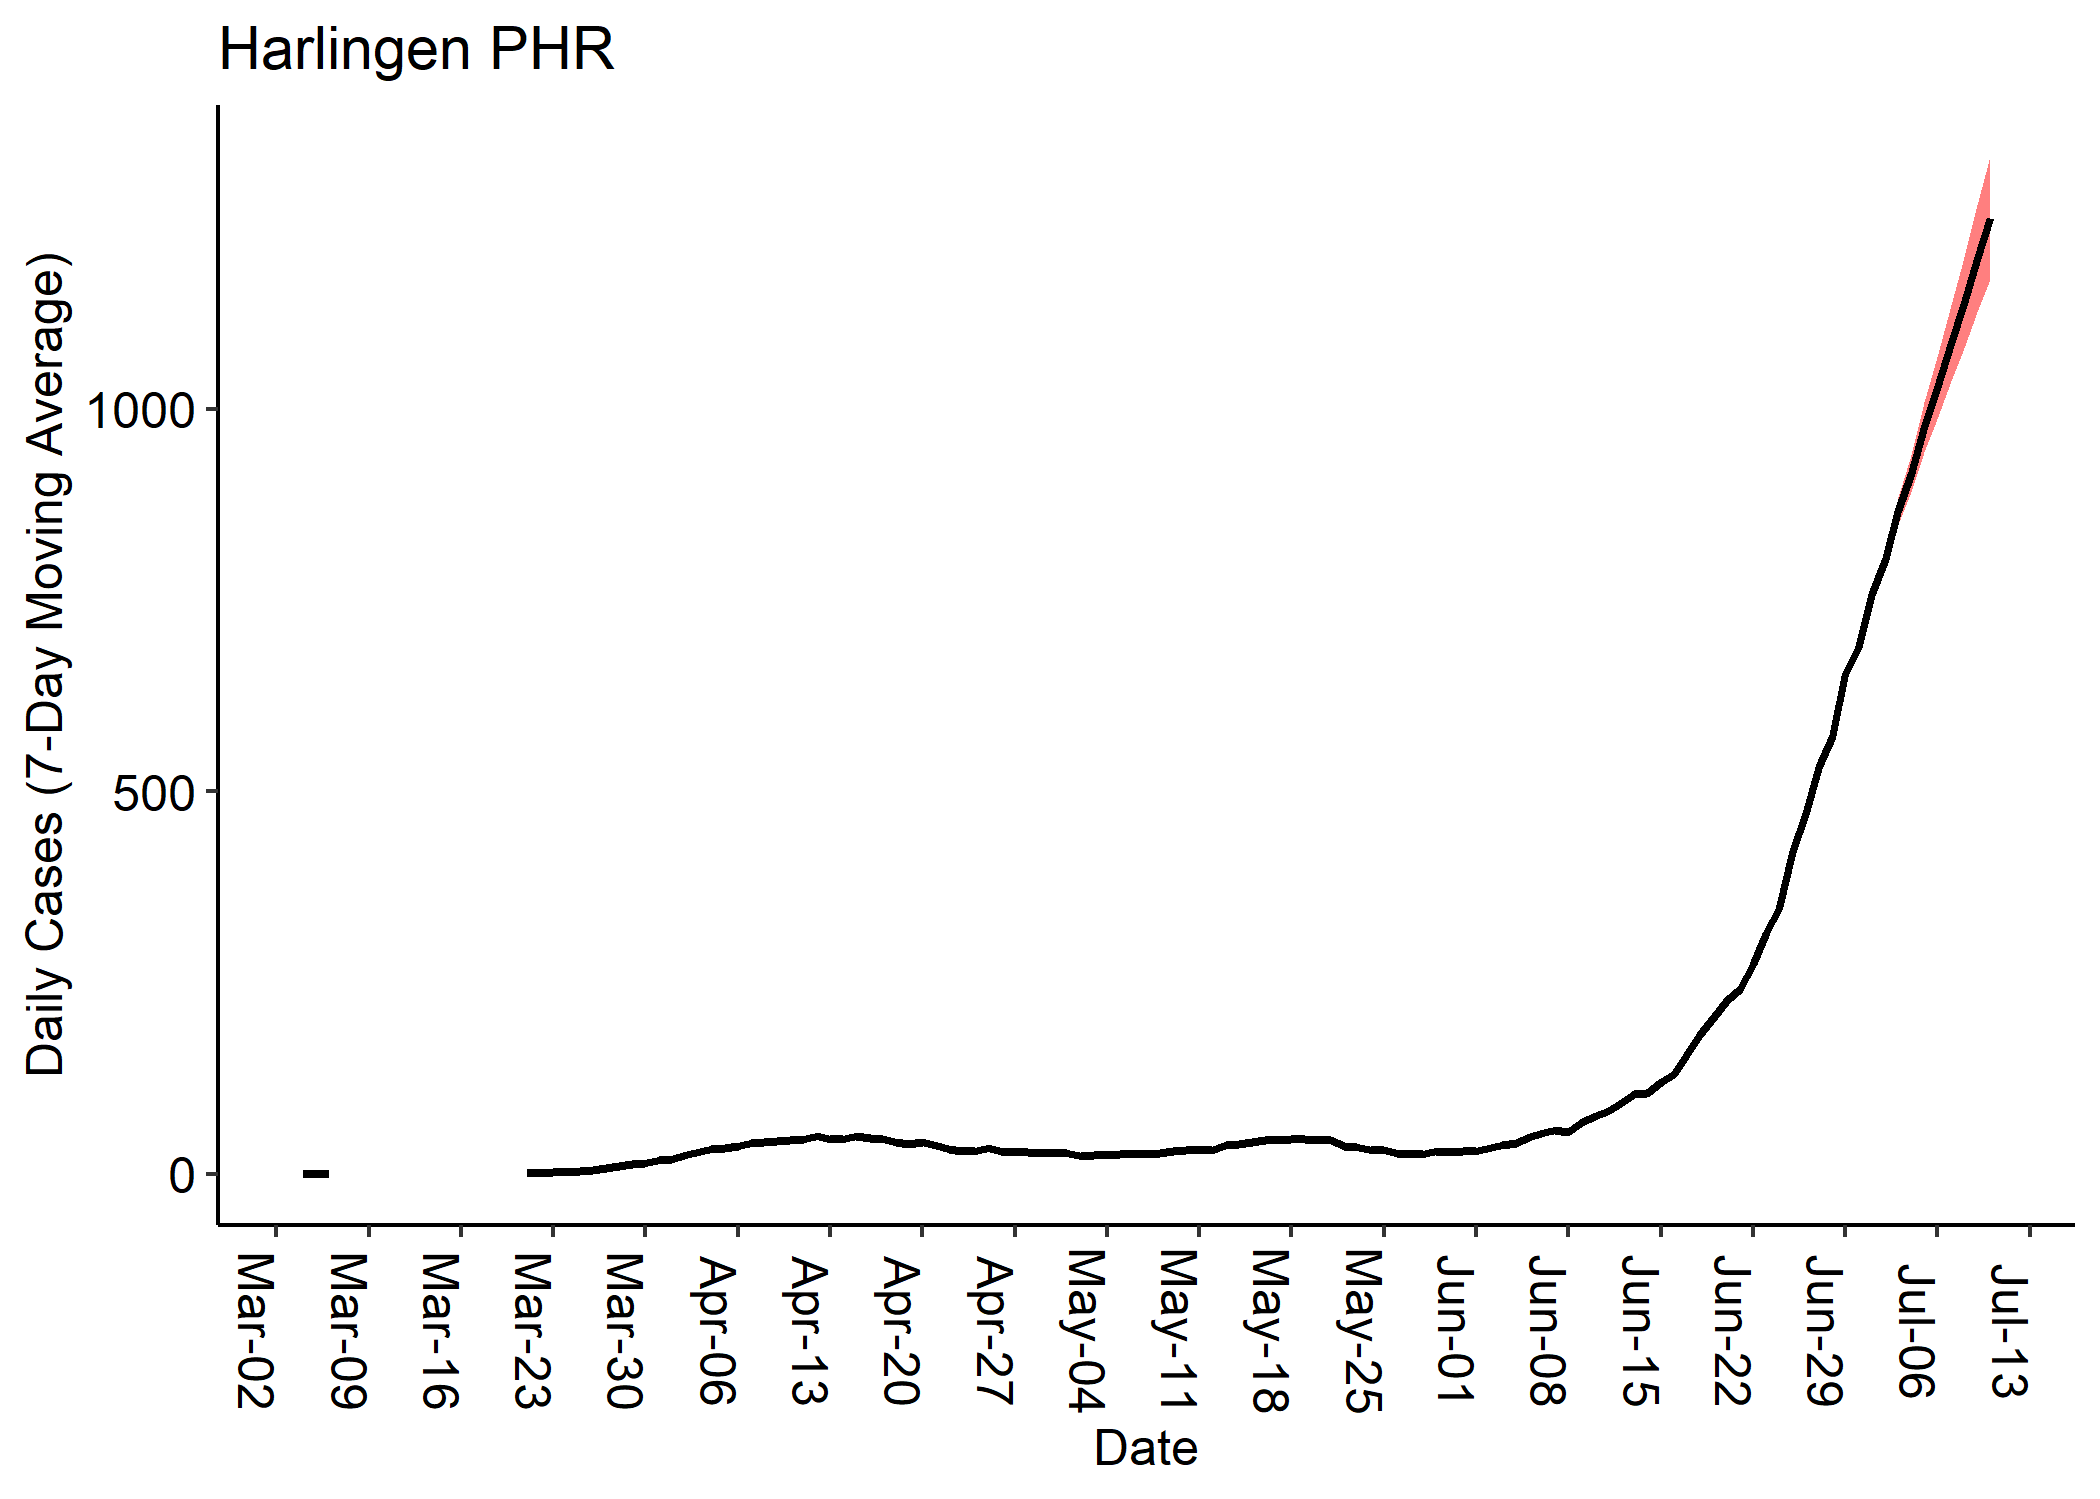 Harlingen PHR
Daily Cases (7-Day Moving Average)
1000
500
0
Mar-02
Mar-09
Mar-16
Mar-23
Mar-30
Apr-06
Apr-13
Apr-20
Apr-27
May-04
May-11
May-18
May-25
Jun-01
Jun-08
Jun-15
Jun-22
Jun-29
Jul-06
Jul-13
Date